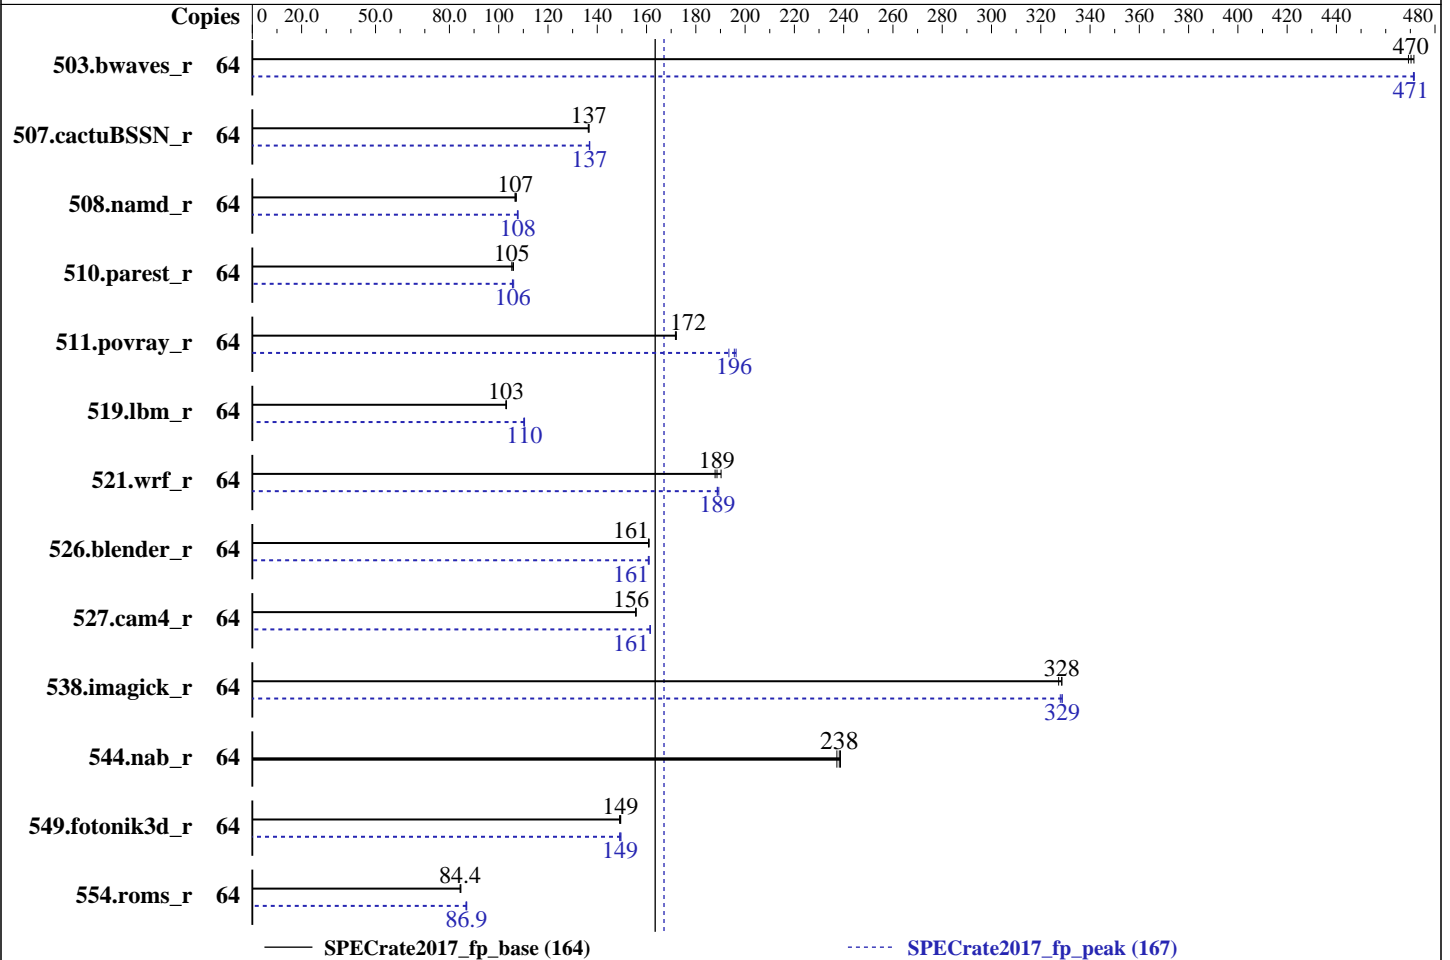 Copies 0 20.0 50.0 80.0 100 120 140 160 180 200 220 240 260 280 300 320 340 360 380 400 420 440 480
503.bwaves_r 64 470
471
507.cactuBSSN_r 64 137
137
508.namd_r 64 107
108
510.parest_r 64 105
106
511.povray_r 64 172
196
519.lbm_r 64 103
110
521.wrf_r 64 189
189
526.blender_r 64 161
161
527.cam4_r 64 156
161
538.imagick_r 64 328
329
544.nab_r 64 238
549.fotonik3d_r 64 149
149
554.roms_r 64 84.4
86.9
SPECrate2017_fp_base (164) SPECrate2017_fp_peak (167)